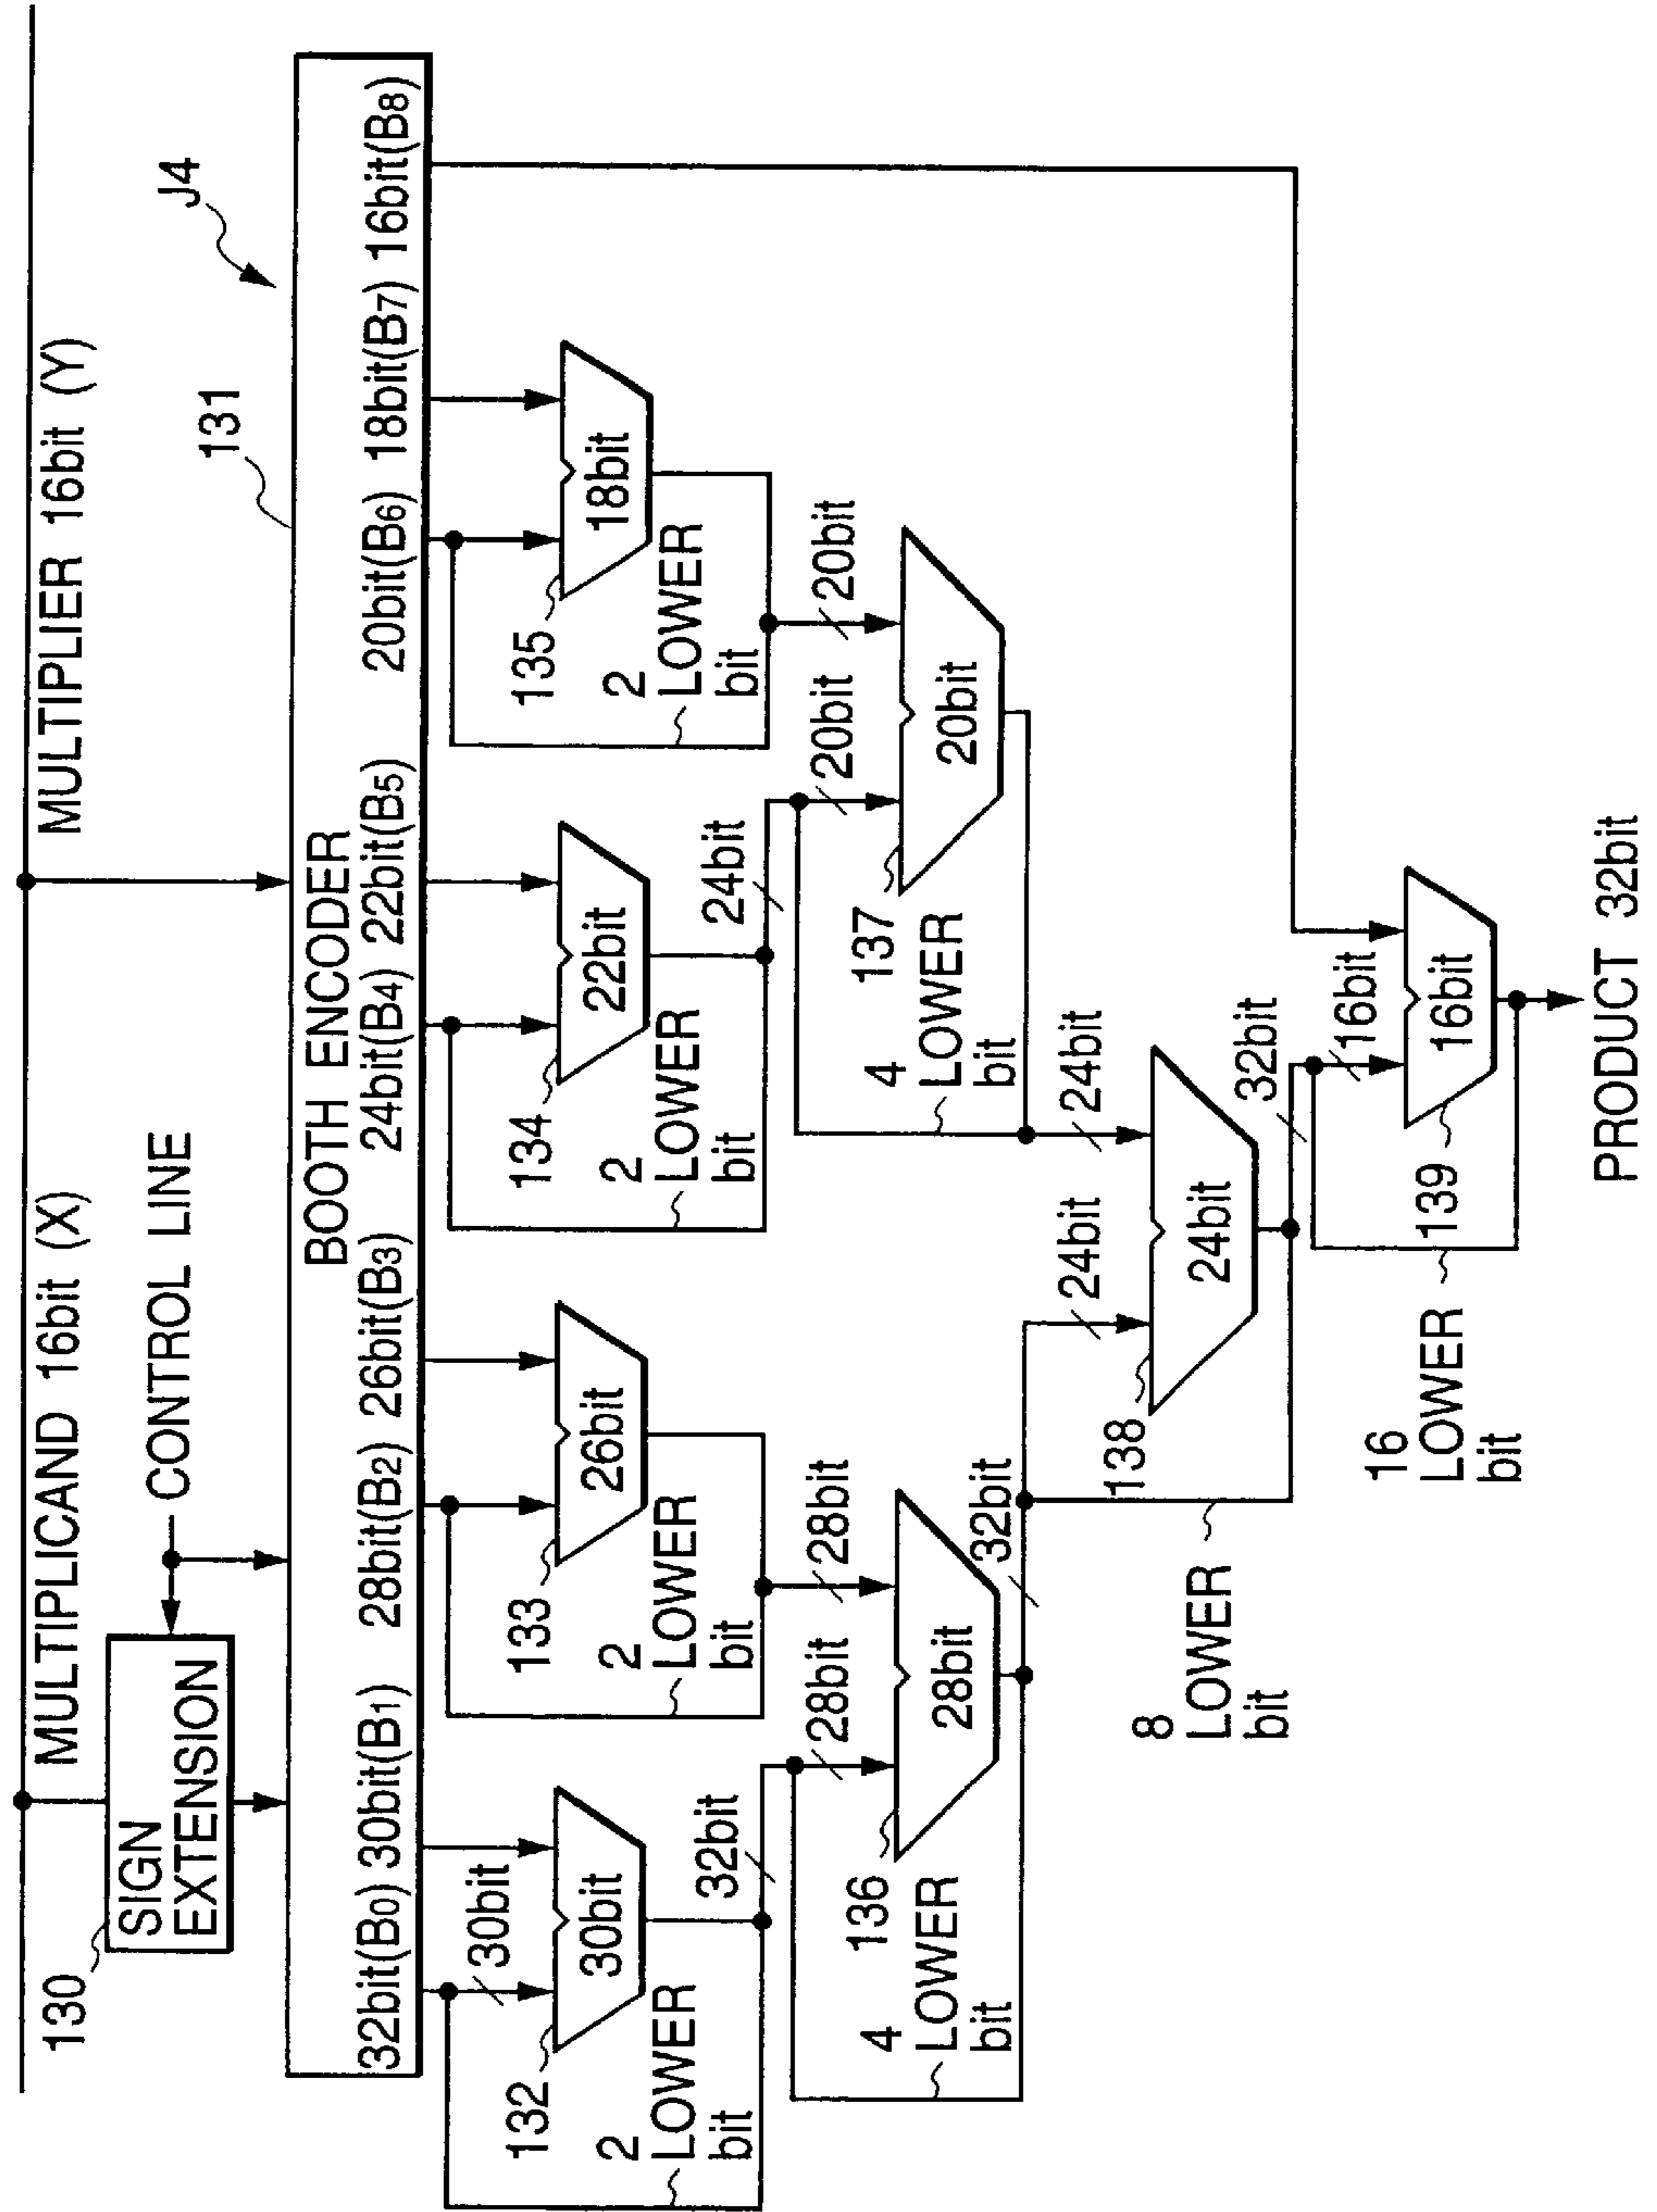 MULTIPLICAND 16bit (X)
MULTIPLIER 16bit (Y)
130
SIGN
EXTENSION
CONTROL LINE
131
J4
BOOTH ENCODER
32bit(B0) 30bit(B1) 28bit(B2) 26bit(B3) 24bit(B4) 22bit(B5) 20bit(B6) 18bit(B7) 16bit(B8)
30bit
132
30bit
2
LOWER
bit
133
26bit
2
LOWER
bit
134
22bit
2
LOWER
bit
135
18bit
2
LOWER
bit
32bit
28bit
28bit
136
28bit
4
LOWER
bit
24bit
20bit
20bit
137
20bit
4
LOWER
bit
32bit
24bit
24bit
138
24bit
8
LOWER
bit
32bit
16bit
139
16bit
16
LOWER
bit
PRODUCT 32bit